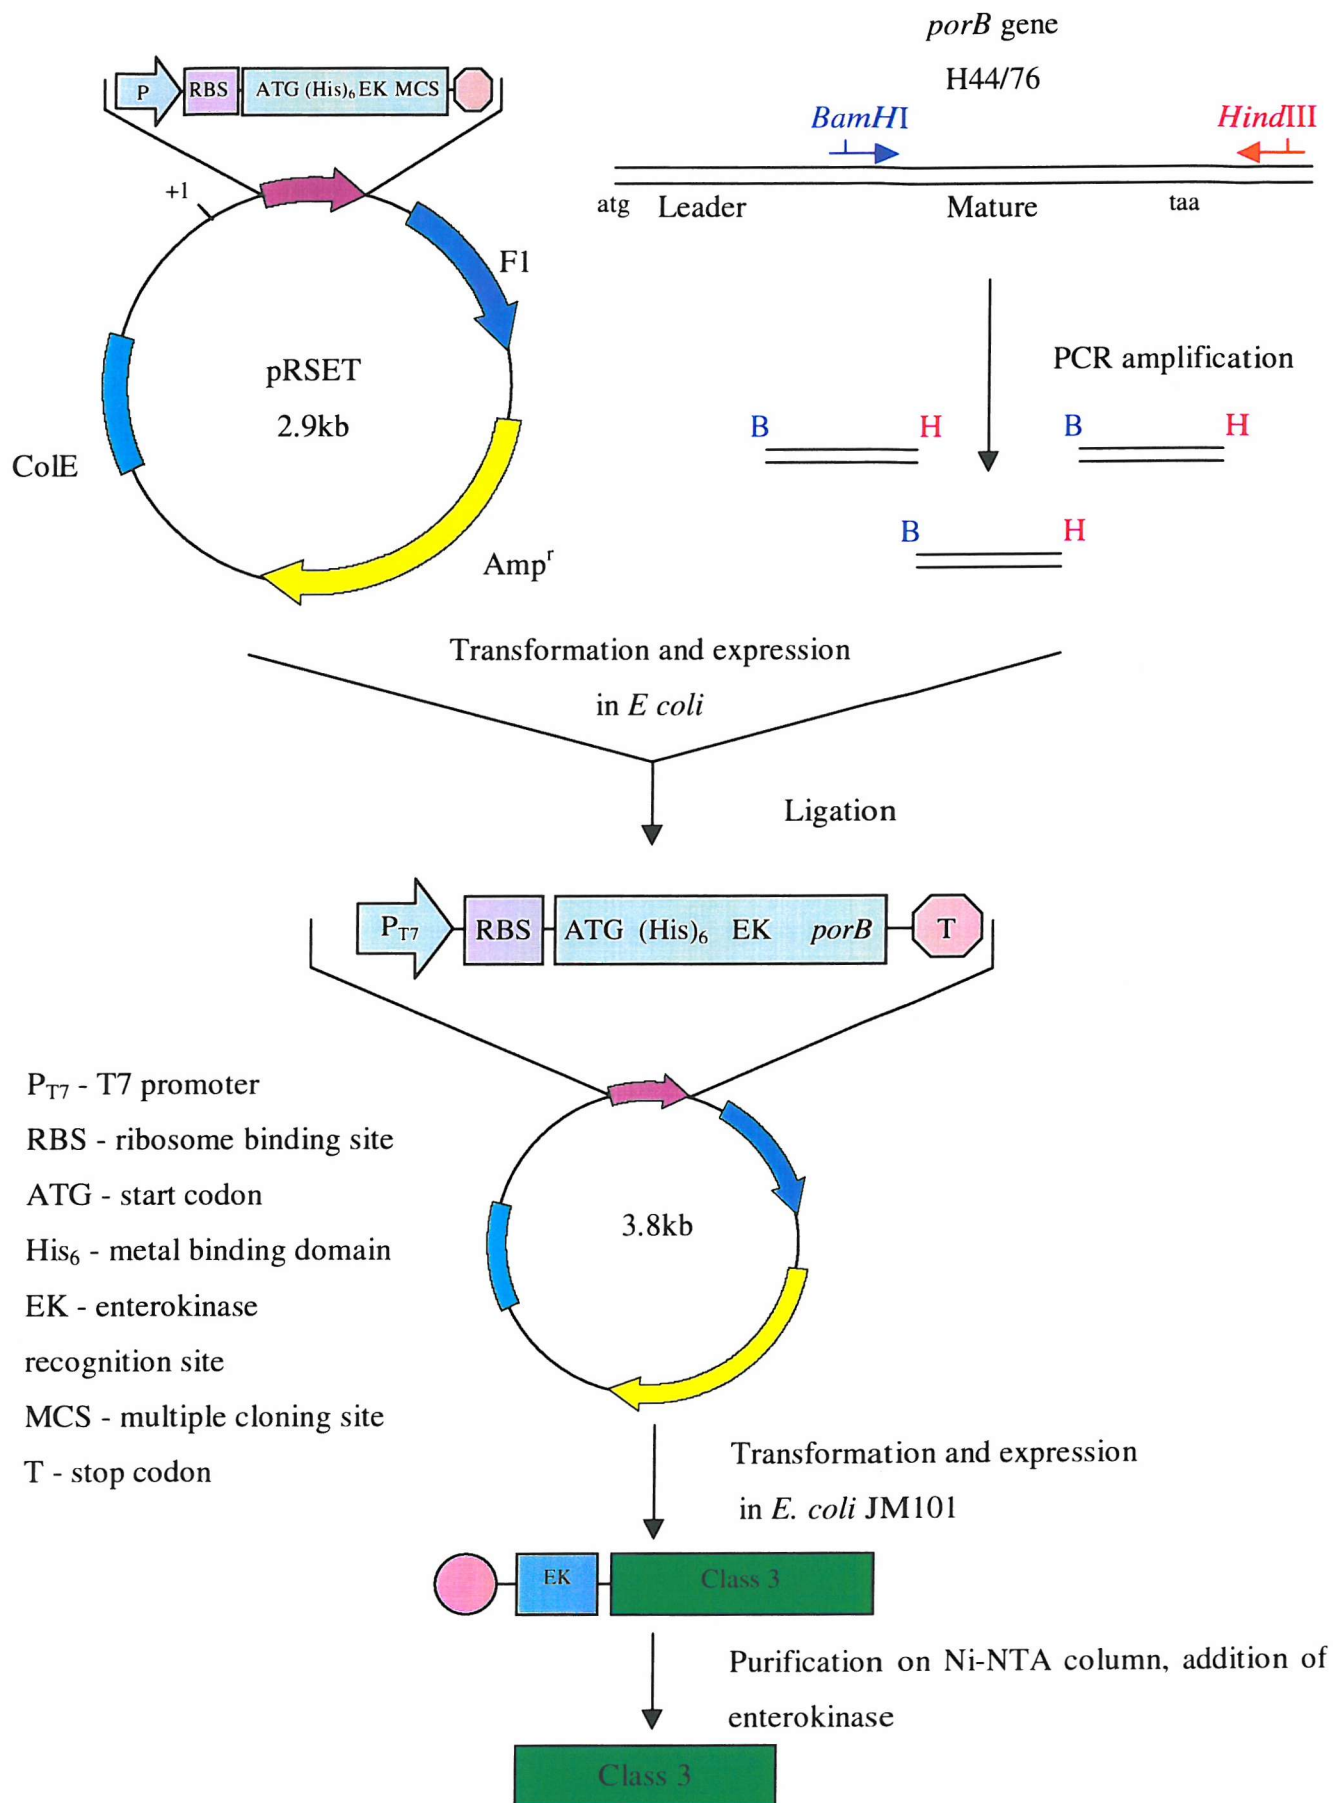 P RBS ATG (His)₆ EK MCS
+1
F1
pRSET
2.9kb
ColE
Ampʳ
porB gene
H44/76
BamHI HindIII
atg Leader Mature taa
PCR amplification
B H B H
B H
Transformation and expression
in E coli
Ligation
P_T7 RBS ATG (His)₆ EK porB T
3.8kb
P_T7 - T7 promoter
RBS - ribosome binding site
ATG - start codon
His₆ - metal binding domain
EK - enterokinase
recognition site
MCS - multiple cloning site
T - stop codon
Transformation and expression
in E. coli JM101
EK Class 3
Purification on Ni-NTA column, addition of
enterokinase
Class 3